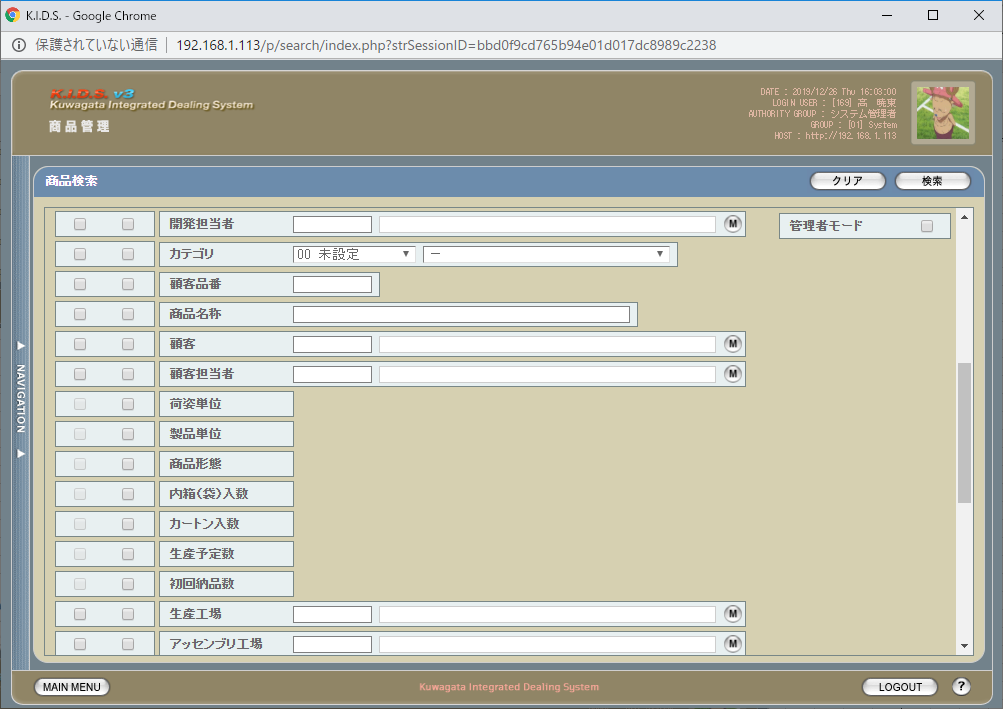 K.I.D.S. - Google Chrome
保護されていない通信 192.168.1.113/p/search/index.php?strSessionID=bbd0f9cd765b94e01d017dc8989c2238
K.I.D.S. v3
Kuwagata Integrated Dealing System
商品管理
DATE : 2019/12/26 Thu 16:03:00
LOGIN USER : [169] 高 暁東
AUTHORITY GROUP : システム管理者
GROUP : [01] System
HOST : http://192.168.1.113
商品検索
クリア
検索
開発担当者 M
管理者モード
カテゴリ 00 未設定 ー
顧客品番
商品名称
顧客 M
顧客担当者 M
荷姿単位
製品単位
商品形態
内箱(袋)入数
カートン入数
生産予定数
初回納品数
生産工場 M
アッセンブリ工場 M
NAVIGATION
MAIN MENU
Kuwagata Integrated Dealing System
LOGOUT
?